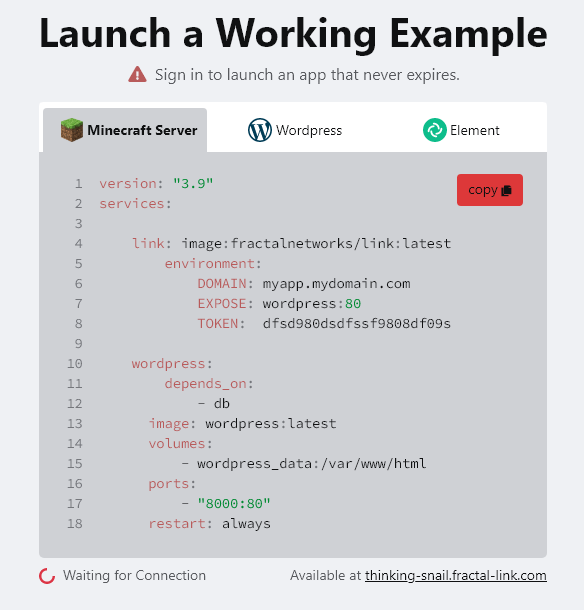 Launch a Working Example
Sign in to launch an app that never expires.
Minecraft Server Wordpress Element
copy
1 version: "3.9"
2 services:
3
4 link: image:fractalnetworks/link:latest
5 environment:
6 DOMAIN: myapp.mydomain.com
7 EXPOSE: wordpress:80
8 TOKEN: dfsd980dsdfssf9808df09s
9
10 wordpress:
11 depends_on:
12 - db
13 image: wordpress:latest
14 volumes:
15 - wordpress_data:/var/www/html
16 ports:
17 - "8000:80"
18 restart: always
Waiting for Connection Available at thinking-snail.fractal-link.com